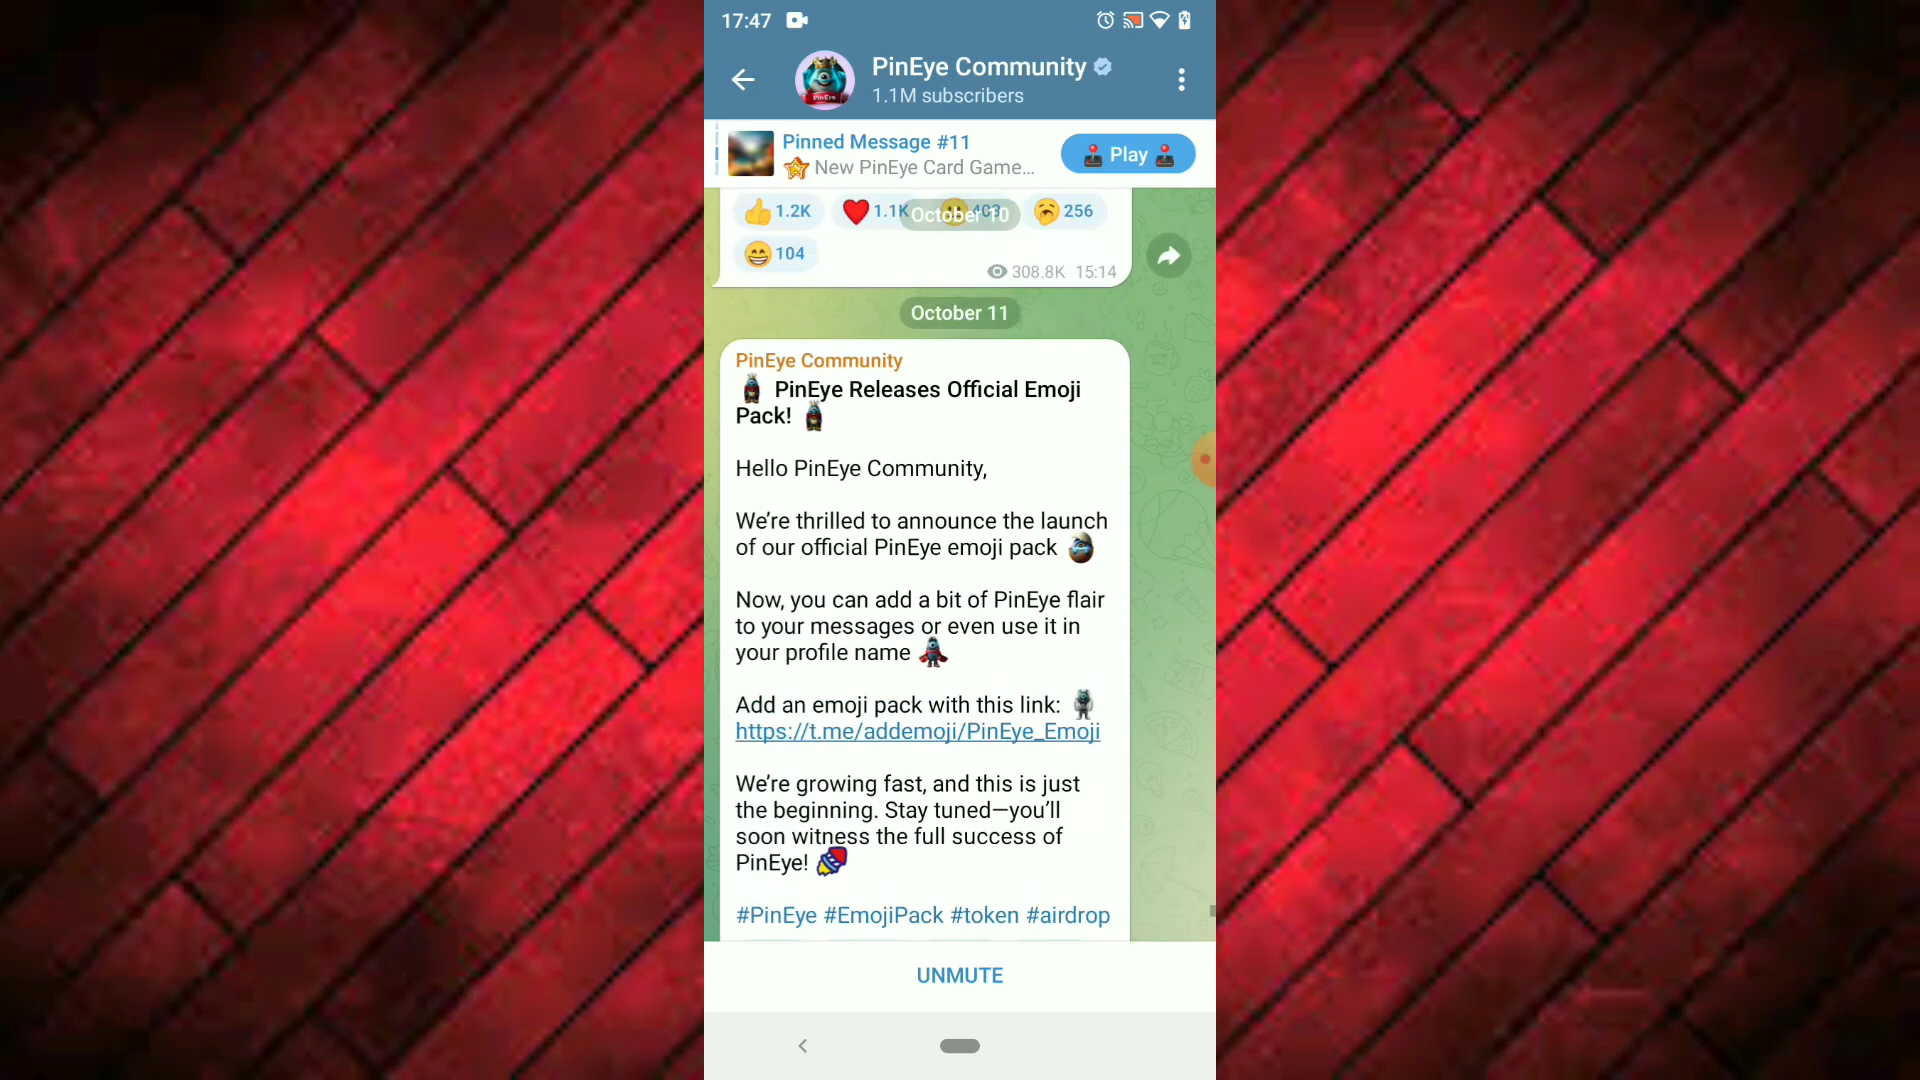 17:47
PinEye Community
1.1M subscribers
Pinned Message #11
New PinEye Card Game...
Play
1.2K
1.1K
October 10
403
256
104
308.8K 15:14
October 11
PinEye Community
PinEye Releases Official Emoji
Pack!
Hello PinEye Community,
We’re thrilled to announce the launch
of our official PinEye emoji pack
Now, you can add a bit of PinEye flair
to your messages or even use it in
your profile name
Add an emoji pack with this link:
https://t.me/addemoji/PinEye_Emoji
We’re growing fast, and this is just
the beginning. Stay tuned—you’ll
soon witness the full success of
PinEye!
#PinEye #EmojiPack #token #airdrop
UNMUTE